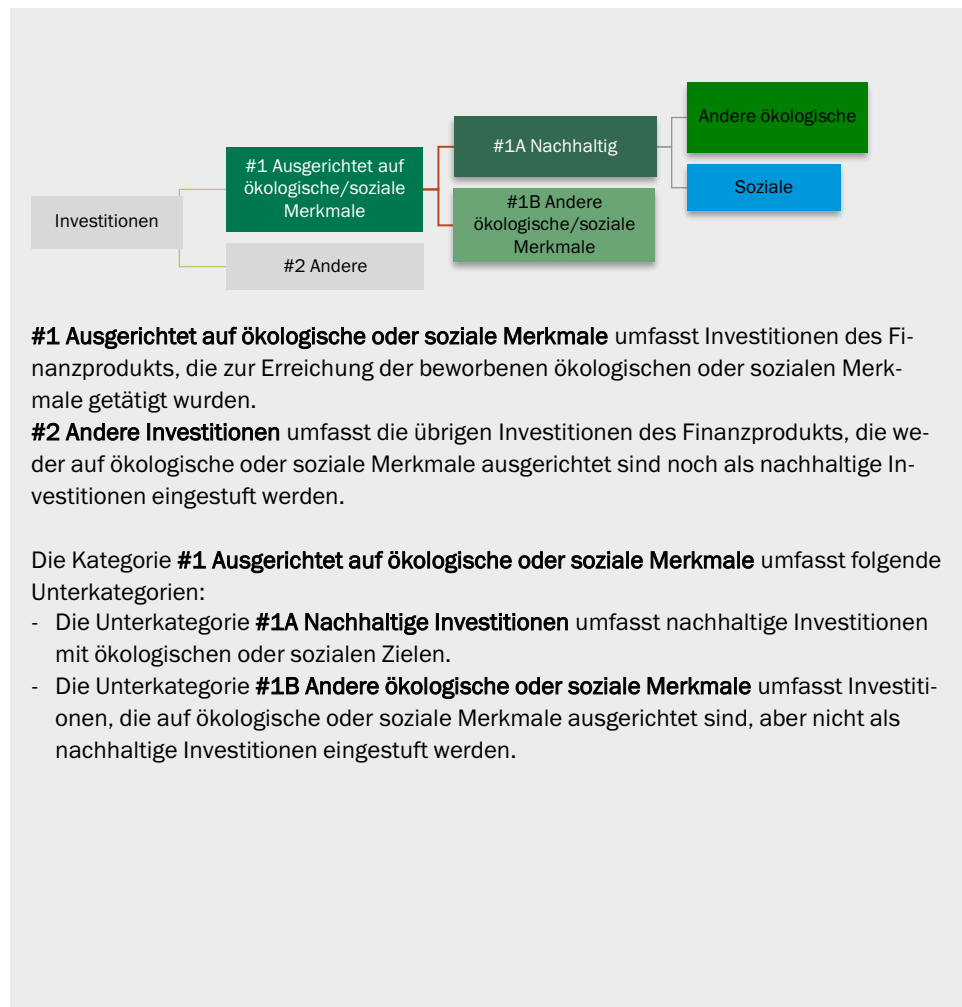 Andere ökologische
#1A Nachhaltig
#1 Ausgerichtet auf
ökologische/soziale
Merkmale
Soziale
#1B Andere
ökologische/soziale
Merkmale
Investitionen
#2 Andere
#1 Ausgerichtet auf ökologische oder soziale Merkmale umfasst Investitionen des Fi-
nanzprodukts, die zur Erreichung der beworbenen ökologischen oder sozialen Merk-
male getätigt wurden.
#2 Andere Investitionen umfasst die übrigen Investitionen des Finanzprodukts, die we-
der auf ökologische oder soziale Merkmale ausgerichtet sind noch als nachhaltige In-
vestitionen eingestuft werden.
Die Kategorie #1 Ausgerichtet auf ökologische oder soziale Merkmale umfasst folgende
Unterkategorien:
- Die Unterkategorie #1A Nachhaltige Investitionen umfasst nachhaltige Investitionen
mit ökologischen oder sozialen Zielen.
- Die Unterkategorie #1B Andere ökologische oder soziale Merkmale umfasst Investiti-
onen, die auf ökologische oder soziale Merkmale ausgerichtet sind, aber nicht als
nachhaltige Investitionen eingestuft werden.